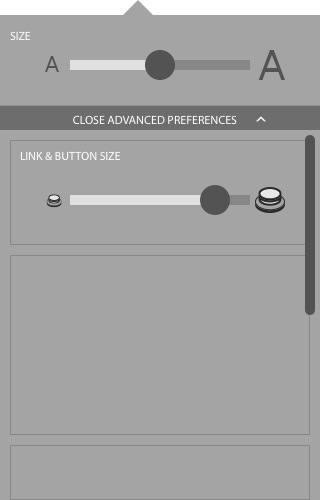 SIZE
A A
CLOSE ADVANCED PREFERENCES
LINK & BUTTON SIZE